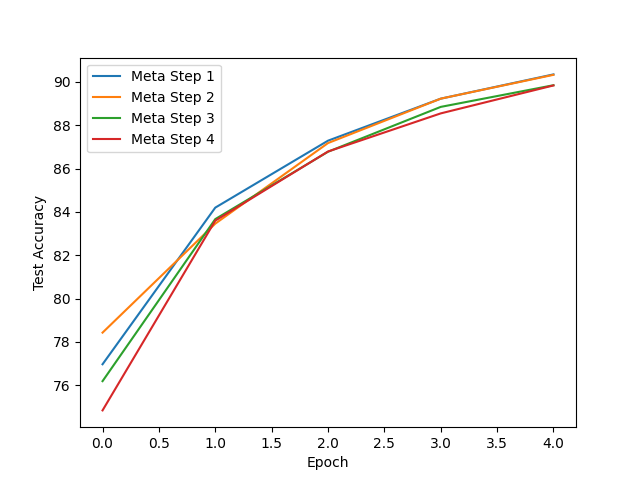 Meta Step 1
Meta Step 2
Meta Step 3
Meta Step 4
Test Accuracy
90
88
86
84
82
80
78
76
0.0 0.5 1.0 1.5 2.0 2.5 3.0 3.5 4.0
Epoch